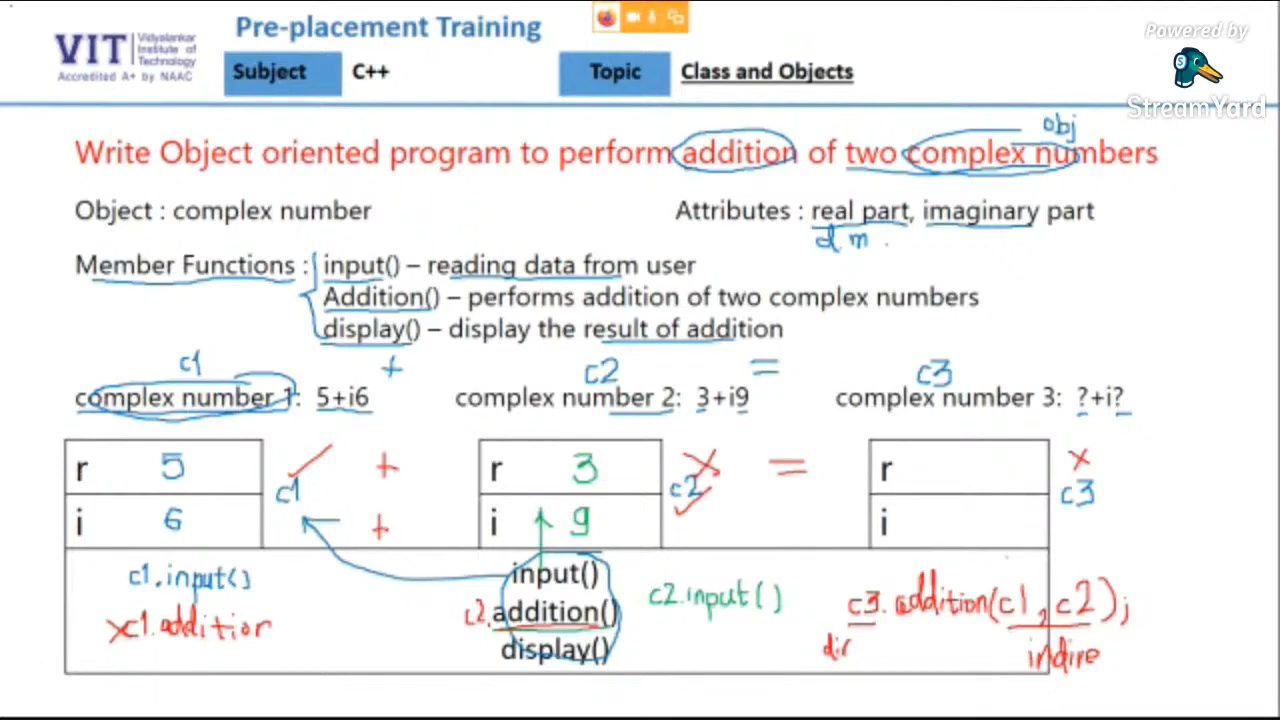 Pre-placement Training
Powered by
VIT Vidyalankar Institute of Technology
Accredited A+ by NAAC
Subject C++ Topic Class and Objects
StreamYard
obj
Write Object oriented program to perform addition of two complex numbers
Object : complex number Attributes : real part, imaginary part
d m
Member Functions : input() – reading data from user
Addition() – performs addition of two complex numbers
display() – display the result of addition
c1 + c2 = c3
complex number 1: 5+i6 complex number 2: 3+i9 complex number 3: ?+i?
r 5 + r 3 x = r x
c1 c2 c3
i 6 + i 9 i
c1.input() input() c2.input()
xc1.addition c2.addition() c3.addition(c1,c2);
display() dir indire